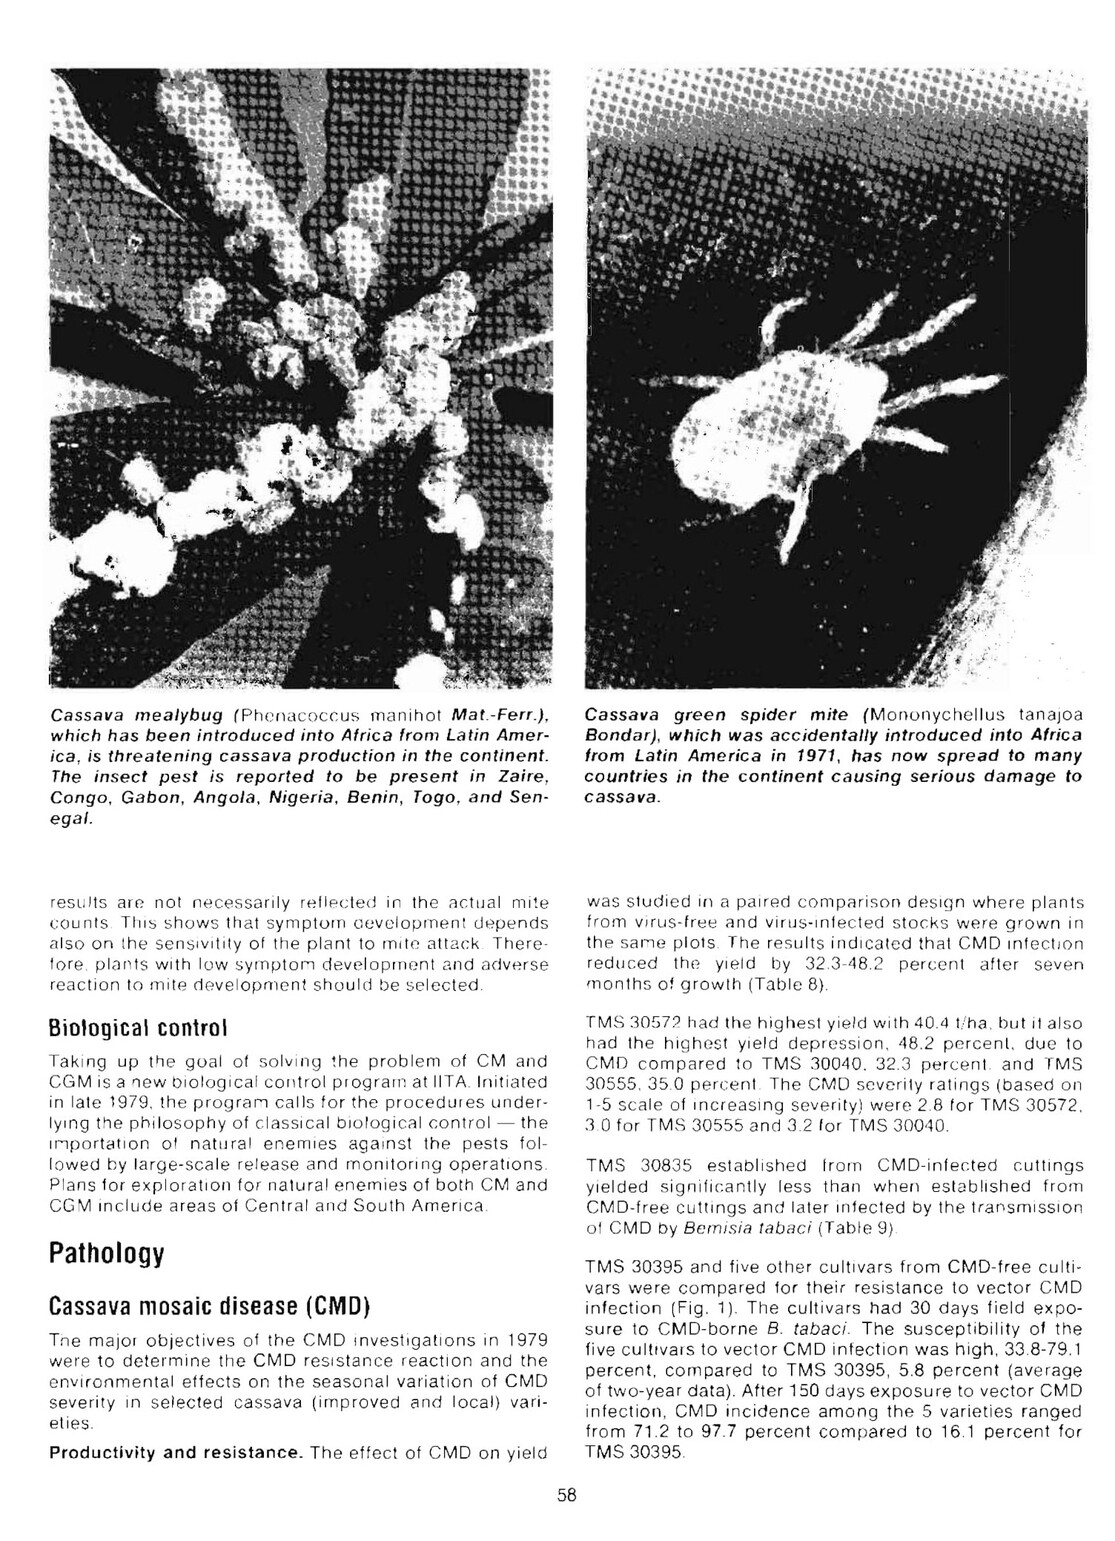 Cassava mealybug (Phenacoccus manihot Mat.-Ferr.),
which has been introduced into Africa from Latin Amer-
ica, is threatening cassava production in the continent.
The insect pest is reported to be present in Zaire,
Congo, Gabon, Angola, Nigeria, Benin, Togo, and Sen-
egal.
Cassava green spider mite (Mononychellus tanajoa
Bondar), which was accidentally introduced into Africa
from Latin America in 1971, has now spread to many
countries in the continent causing serious damage to
cassava.
results are not necessarily reflected in the actual mite
counts. This shows that symptom development depends
also on the sensivitity of the plant to mite attack. There-
fore, plants with low symptom development and adverse
reaction to mite development should be selected.
Biological control
Taking up the goal of solving the problem of CM and
CGM is a new biological control program at IITA. Initiated
in late 1979, the program calls for the procedures under-
lying the philosophy of classical biological control — the
importation of natural enemies against the pests fol-
lowed by large-scale release and monitoring operations.
Plans for exploration for natural enemies of both CM and
CGM include areas of Central and South America.
Pathology
Cassava mosaic disease (CMD)
The major objectives of the CMD investigations in 1979
were to determine the CMD resistance reaction and the
environmental effects on the seasonal variation of CMD
severity in selected cassava (improved and local) vari-
eties.
Productivity and resistance. The effect of CMD on yield
was studied in a paired comparison design where plants
from virus-free and virus-infected stocks were grown in
the same plots. The results indicated that CMD infection
reduced the yield by 32.3-48.2 percent after seven
months of growth (Table 8).
TMS 30572 had the highest yield with 40.4 t/ha, but it also
had the highest yield depression, 48.2 percent, due to
CMD compared to TMS 30040, 32.3 percent, and TMS
30555, 35.0 percent. The CMD severity ratings (based on
1-5 scale of increasing severity) were 2.8 for TMS 30572,
3.0 for TMS 30555 and 3.2 for TMS 30040.
TMS 30835 established from CMD-infected cuttings
yielded significantly less than when established from
CMD-free cuttings and later infected by the transmission
of CMD by Bemisia tabaci (Table 9).
TMS 30395 and five other cultivars from CMD-free culti-
vars were compared for their resistance to vector CMD
infection (Fig. 1). The cultivars had 30 days field expo-
sure to CMD-borne B. tabaci. The susceptibility of the
five cultivars to vector CMD infection was high, 33.8-79.1
percent, compared to TMS 30395, 5.8 percent (average
of two-year data). After 150 days exposure to vector CMD
infection, CMD incidence among the 5 varieties ranged
from 71.2 to 97.7 percent compared to 16.1 percent for
TMS 30395.
58